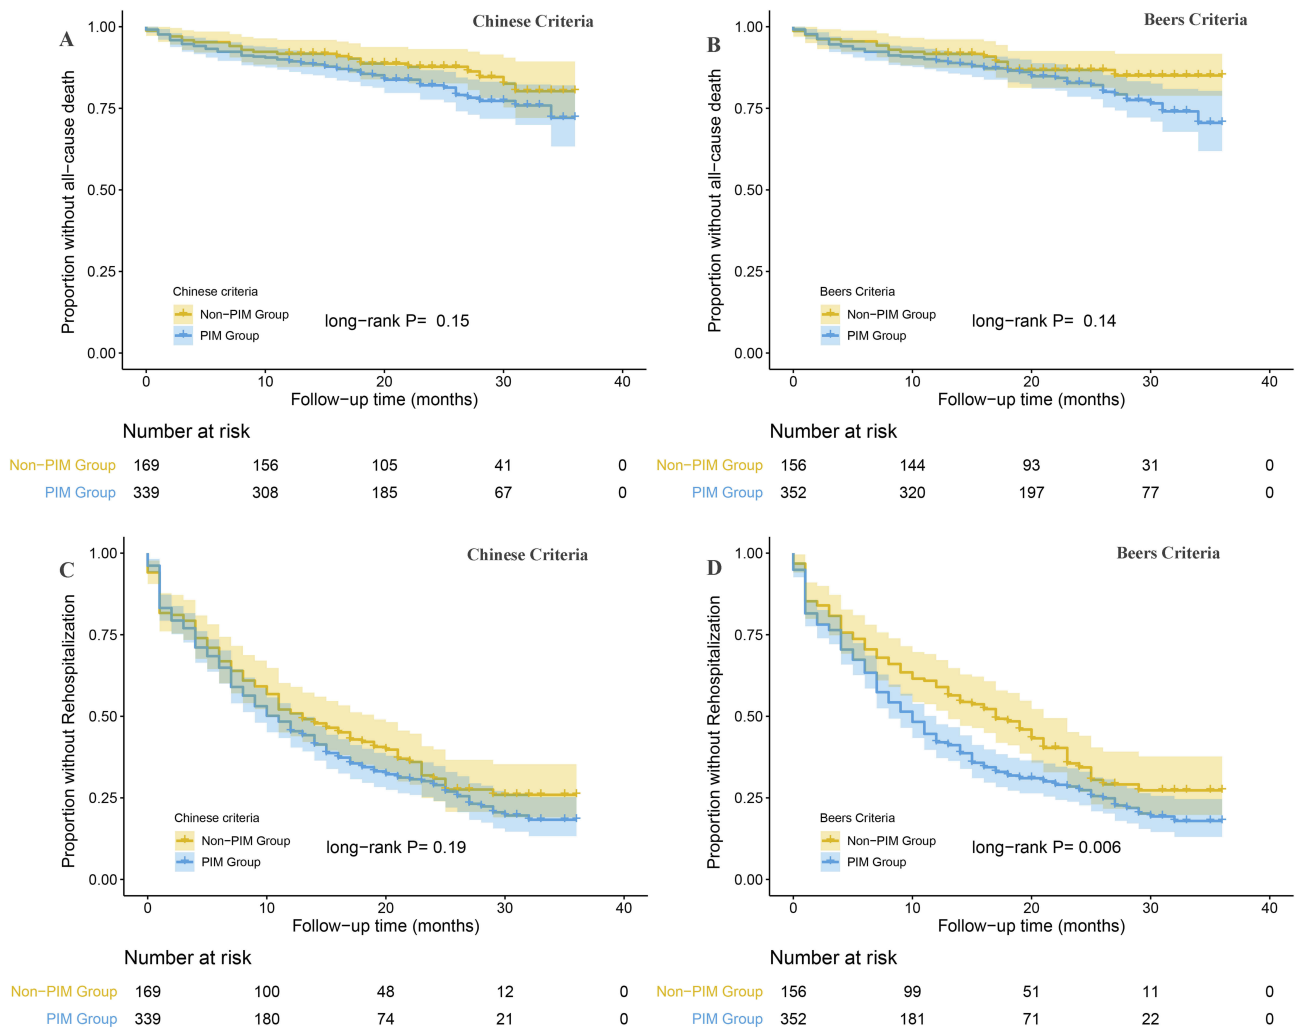 A
Chinese Criteria
Proportion without all−cause death
1.00
0.75
0.50
0.25
0.00
Chinese criteria
Non−PIM Group
PIM Group
long−rank P= 0.15
0 10 20 30 40
Follow−up time (months)
Number at risk
Non−PIM Group 169 156 105 41 0
PIM Group 339 308 185 67 0
B
Beers Criteria
Proportion without all−cause death
1.00
0.75
0.50
0.25
0.00
Beers Criteria
Non−PIM Group
PIM Group
long−rank P= 0.14
0 10 20 30 40
Follow−up time (months)
Number at risk
Non−PIM Group 156 144 93 31 0
PIM Group 352 320 197 77 0
C
Chinese Criteria
Proportion without Rehospitalization
1.00
0.75
0.50
0.25
0.00
Chinese criteria
Non−PIM Group
PIM Group
long−rank P= 0.19
0 10 20 30 40
Follow−up time (months)
Number at risk
Non−PIM Group 169 100 48 12 0
PIM Group 339 180 74 21 0
D
Beers Criteria
Proportion without Rehospitalization
1.00
0.75
0.50
0.25
0.00
Beers Criteria
Non−PIM Group
PIM Group
long−rank P= 0.006
0 10 20 30 40
Follow−up time (months)
Number at risk
Non−PIM Group 156 99 51 11 0
PIM Group 352 181 71 22 0